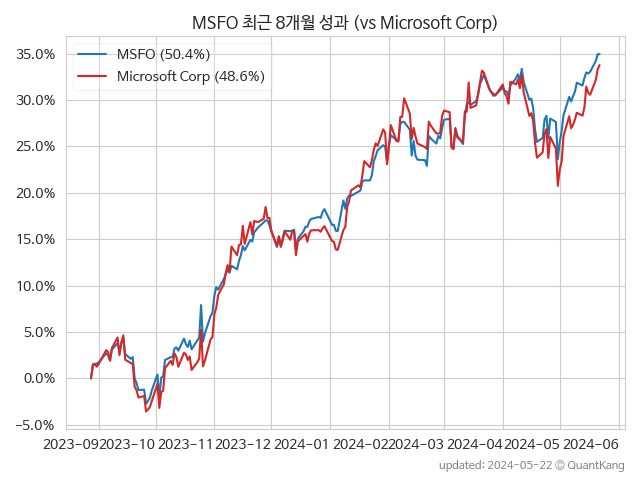 MSFO 최근 8개월 성과 (vs Microsoft Corp)
MSFO (50.4%)
Microsoft Corp (48.6%)
35.0%
30.0%
25.0%
20.0%
15.0%
10.0%
5.0%
0.0%
−5.0%
2023-09 2023-10 2023-11 2023-12 2024-01 2024-02 2024-03 2024-04 2024-05 2024-06
updated: 2024-05-22 © QuantKang